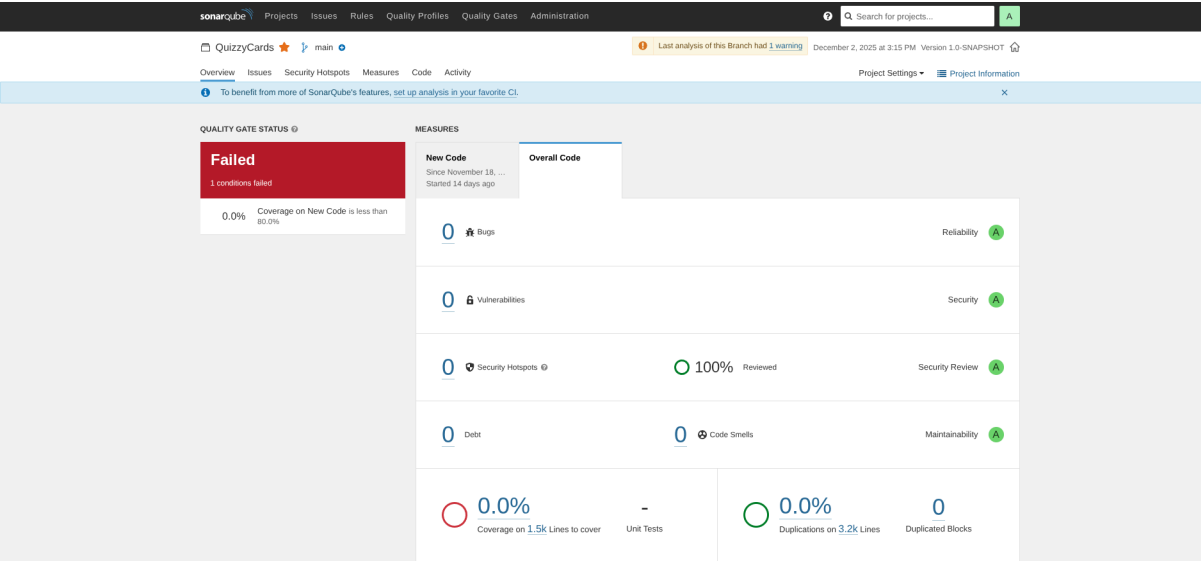 sonarqube Projects Issues Rules Quality Profiles Quality Gates Administration Search for projects... A
QuizzyCards main Last analysis of this Branch had 1 warning December 2, 2025 at 3:15 PM Version 1.0-SNAPSHOT
Overview Issues Security Hotspots Measures Code Activity Project Settings Project Information
To benefit from more of SonarQube's features, set up analysis in your favorite CI.
QUALITY GATE STATUS
Failed
1 conditions failed
0.0% Coverage on New Code is less than
80.0%
MEASURES
New Code
Since November 18, ...
Started 14 days ago
Overall Code
0 Bugs Reliability A
0 Vulnerabilities Security A
0 Security Hotspots 100% Reviewed Security Review A
0 Debt 0 Code Smells Maintainability A
0.0%
Coverage on 1.5k Lines to cover
-
Unit Tests
0.0%
Duplications on 3.2k Lines
0
Duplicated Blocks